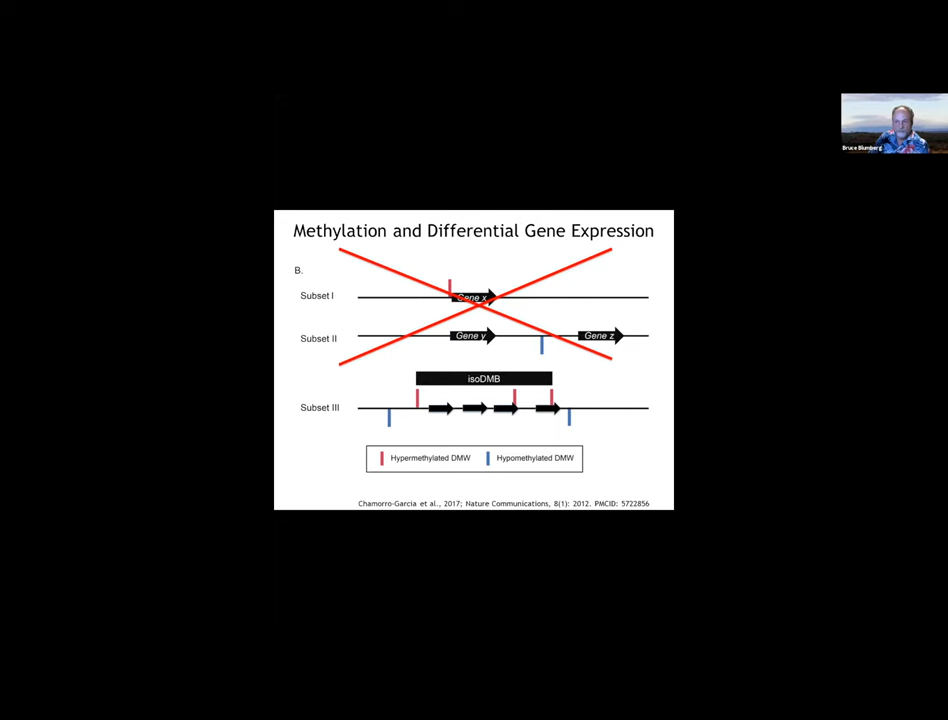 Bruce Blumberg
Methylation and Differential Gene Expression
B.
Subset I
Gene x
Subset II
Gene y
Gene z
isoDMB
Subset III
Hypermethylated DMW
Hypomethylated DMW
Chamorro-Garcia et al., 2017; Nature Communications, 8(1): 2012. PMCID: 5722856